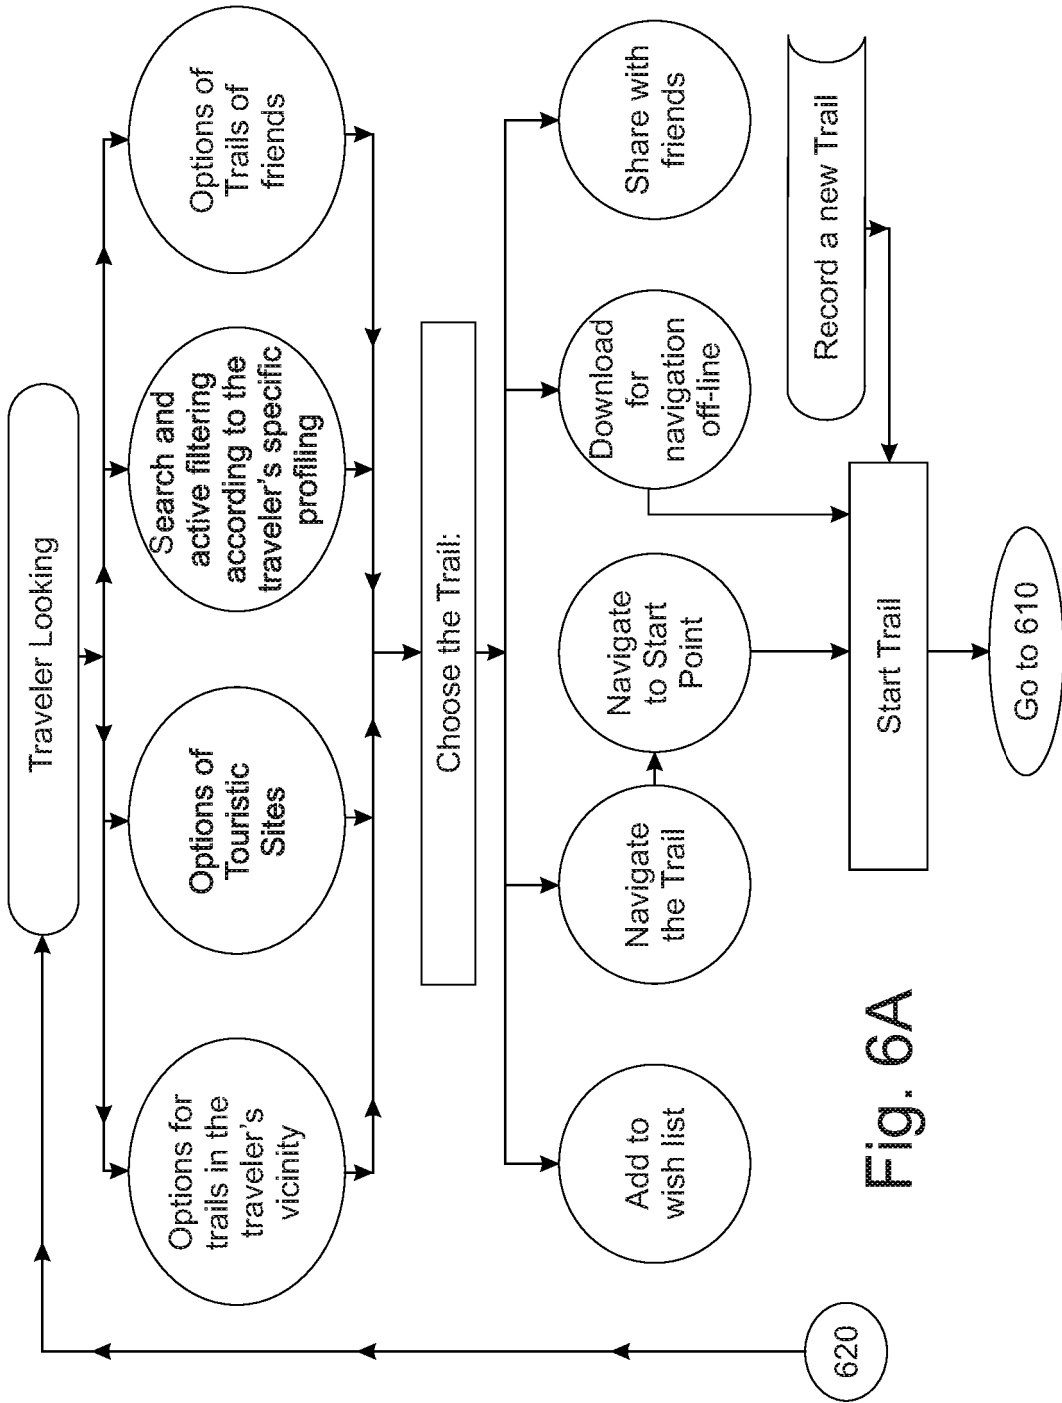 Traveler Looking
Options for
trails in the
traveler's
vicinity
Options of
Touristic
Sites
Search and
active filtering
according to the
traveler's specific
profiling
Options of
Trails of
friends
Choose the Trail:
Add to
wish list
Navigate
the Trail
Navigate
to Start
Point
Download
for
navigation
off-line
Share with
friends
620
Start Trail
Record a new Trail
Go to 610
Fig. 6A